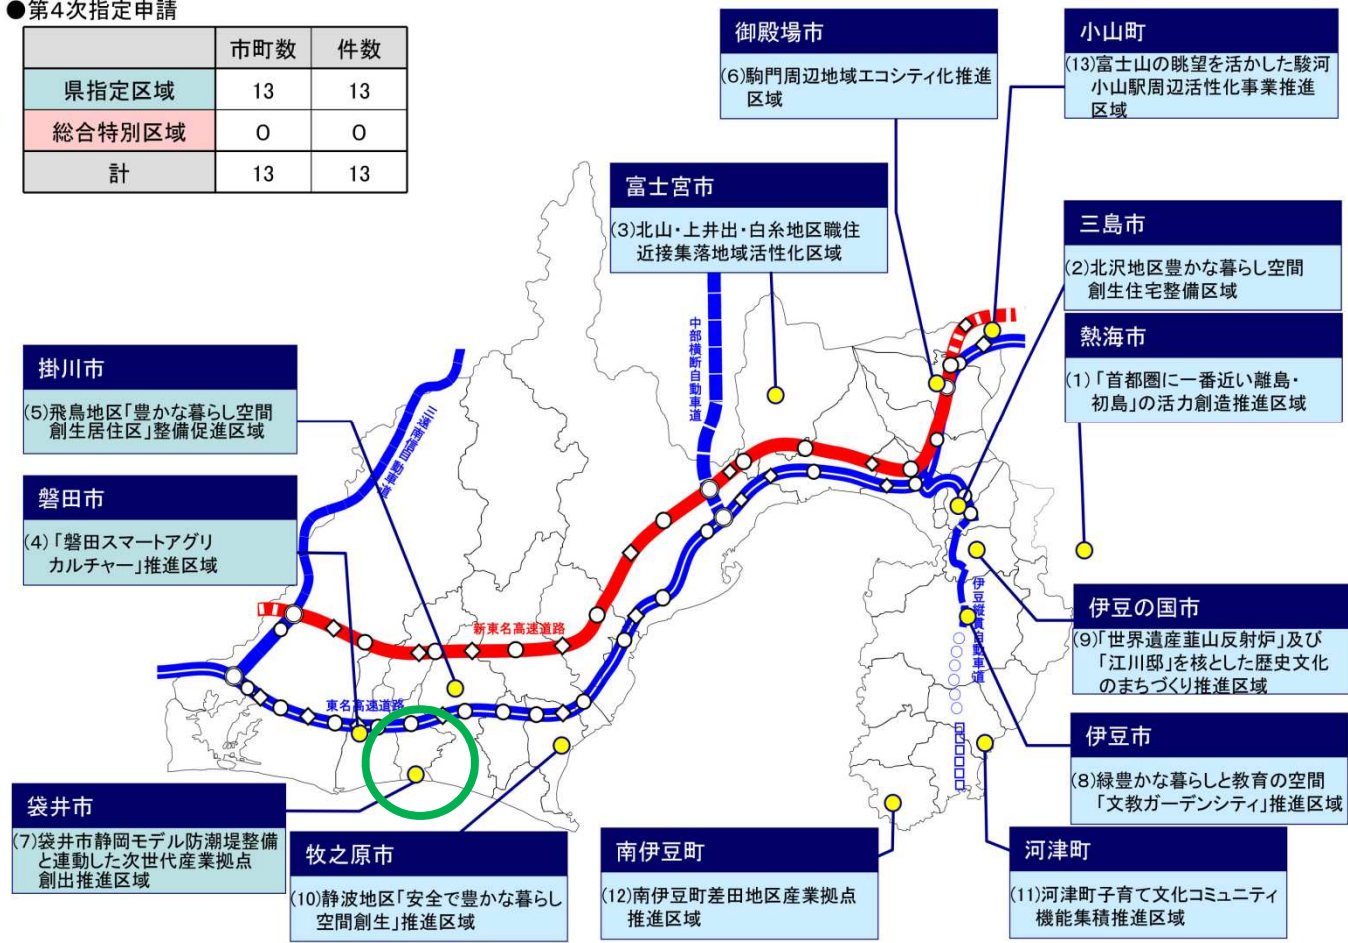 ●第4次指定申請
市町数 件数
県指定区域 13 13
総合特別区域 0 0
計 13 13
御殿場市
(6)駒門周辺地域エコシティ化推進
区域
小山町
(13)富士山の眺望を活かした駿河
小山駅周辺活性化事業推進
区域
富士宮市
(3)北山・上井出・白糸地区職住
近接集落地域活性化区域
三島市
(2)北沢地区豊かな暮らし空間
創生住宅整備区域
熱海市
(1)「首都圏に一番近い離島・
初島」の活力創造推進区域
掛川市
(5)飛鳥地区「豊かな暮らし空間
創生居住区」整備促進区域
磐田市
(4)「磐田スマートアグリ
カルチャー」推進区域
中部横断自動車道
三遠南信自動車道
新東名高速道路
東名高速道路
伊豆縦貫自動車道
伊豆の国市
(9)「世界遺産韮山反射炉」及び
「江川邸」を核とした歴史文化
のまちづくり推進区域
伊豆市
(8)緑豊かな暮らしと教育の空間
「文教ガーデンシティ」推進区域
袋井市
(7)袋井市静岡モデル防潮堤整備
と連動した次世代産業拠点
創出推進区域
牧之原市
(10)静波地区「安全で豊かな暮らし
空間創生」推進区域
南伊豆町
(12)南伊豆町差田地区産業拠点
推進区域
河津町
(11)河津町子育て文化コミュニティ
機能集積推進区域